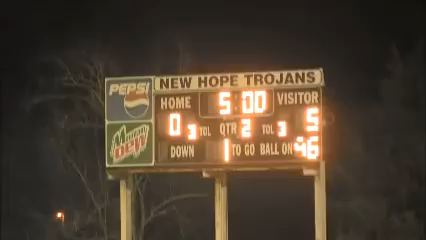 NEW HOPE TROJANS
PEPSI
HOME 5:00 VISITOR
0 3 TOL QTR 2 TOL 3 5
Mountain DEW
DOWN 1 TO GO BALL ON 46